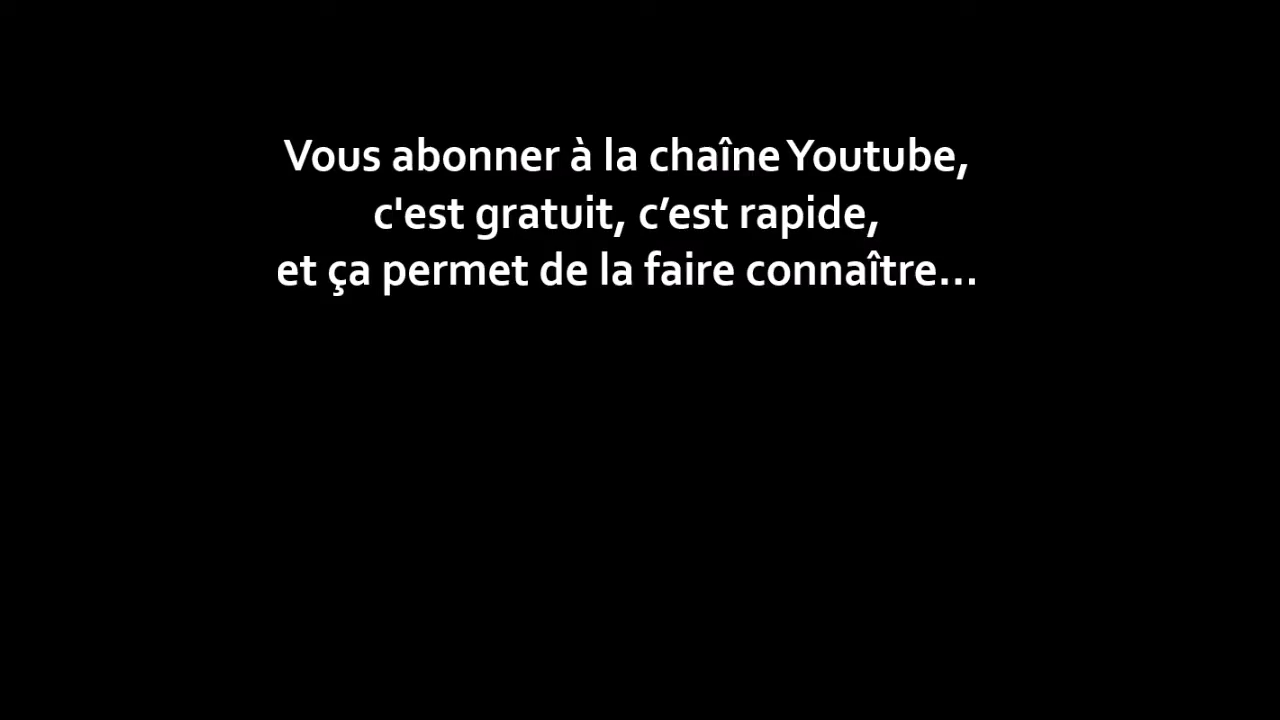 Vous abonner à la chaîne Youtube,
c'est gratuit, c’est rapide,
et ça permet de la faire connaître...